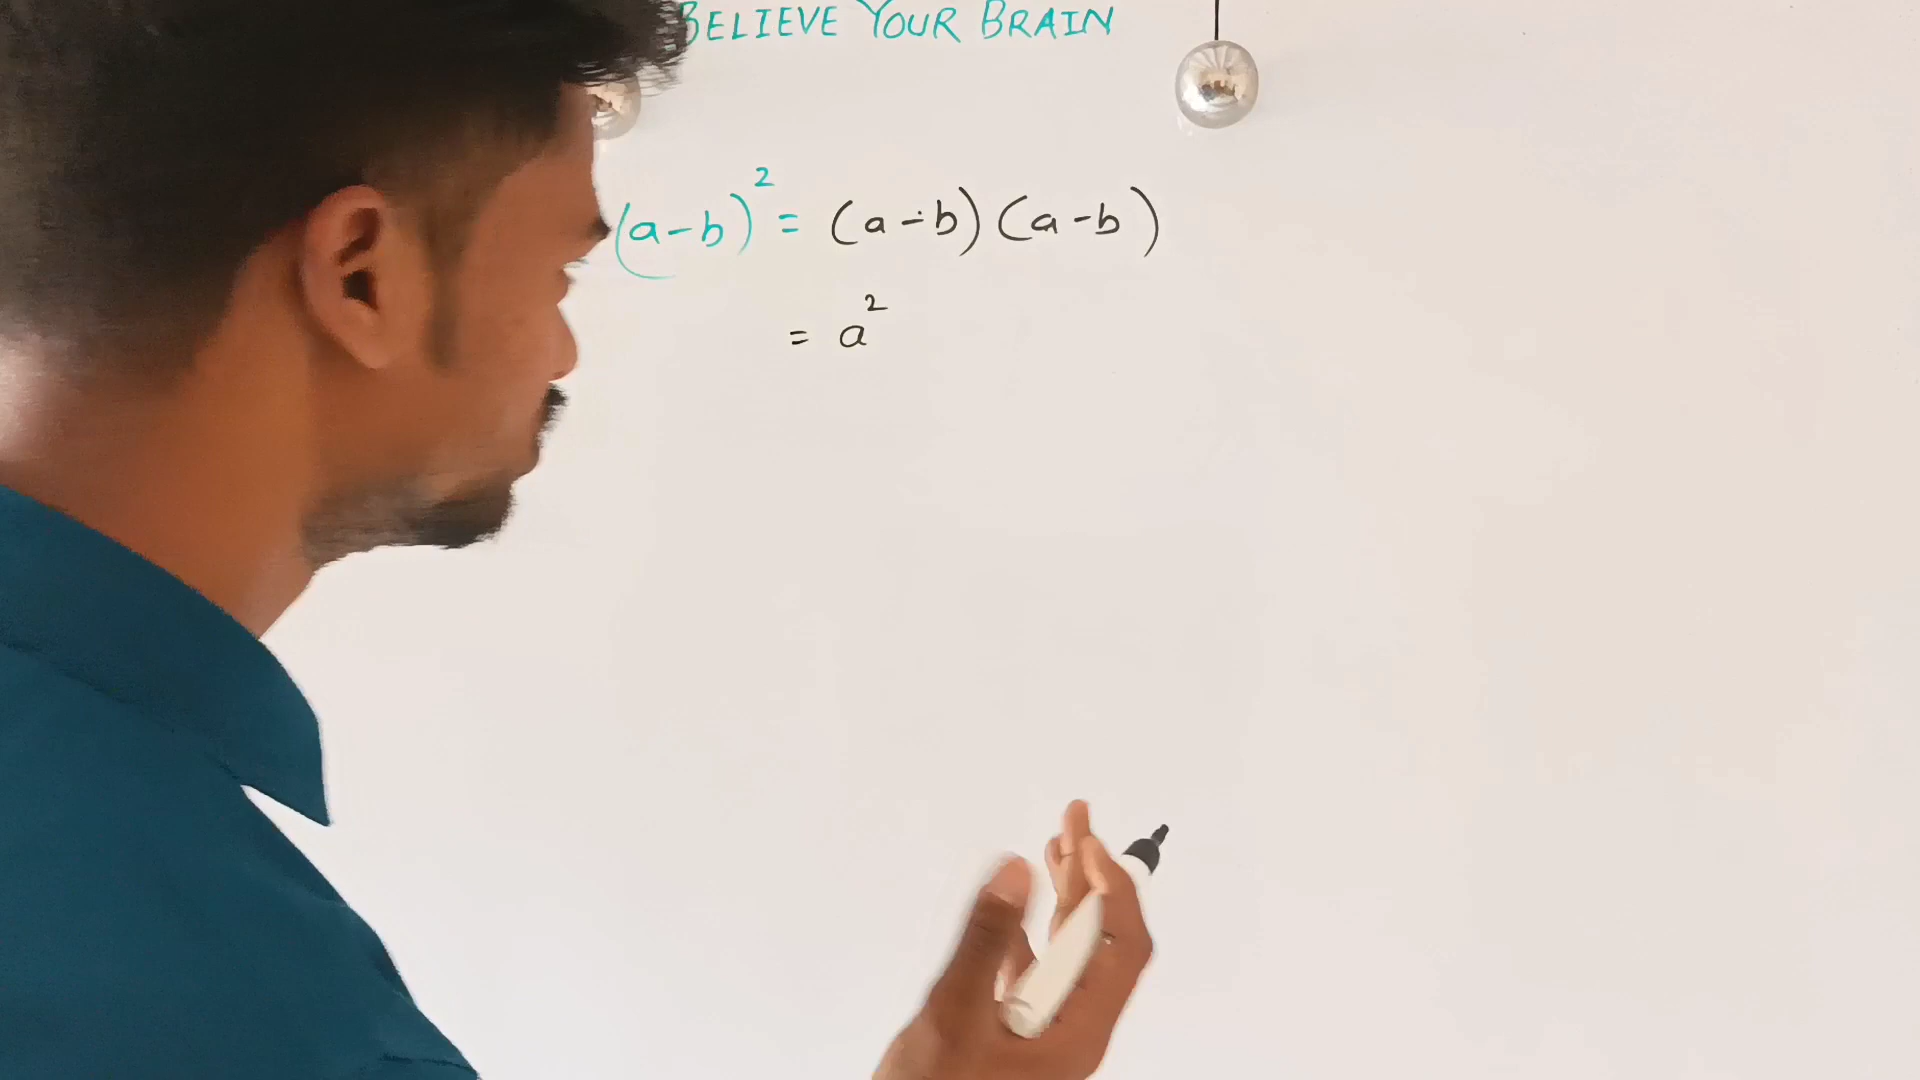 BELIEVE YOUR BRAIN
(a-b)² = (a-b)(a-b)
= a²